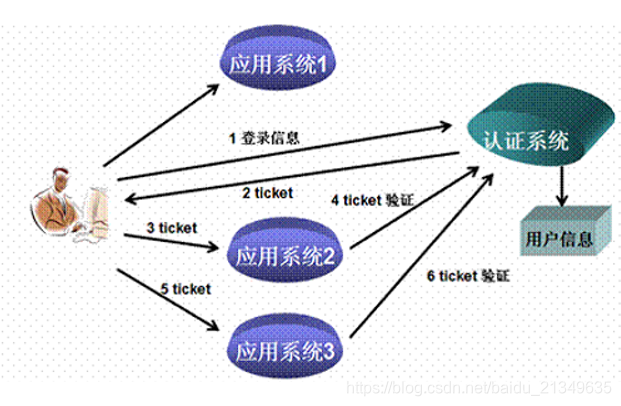 应用系统1
1 登录信息
认证系统
2 ticket
4 ticket 验证
3 ticket
应用系统2
用户信息
5 ticket
6 ticket 验证
应用系统3
https://blog.csdn.net/baidu_21349635